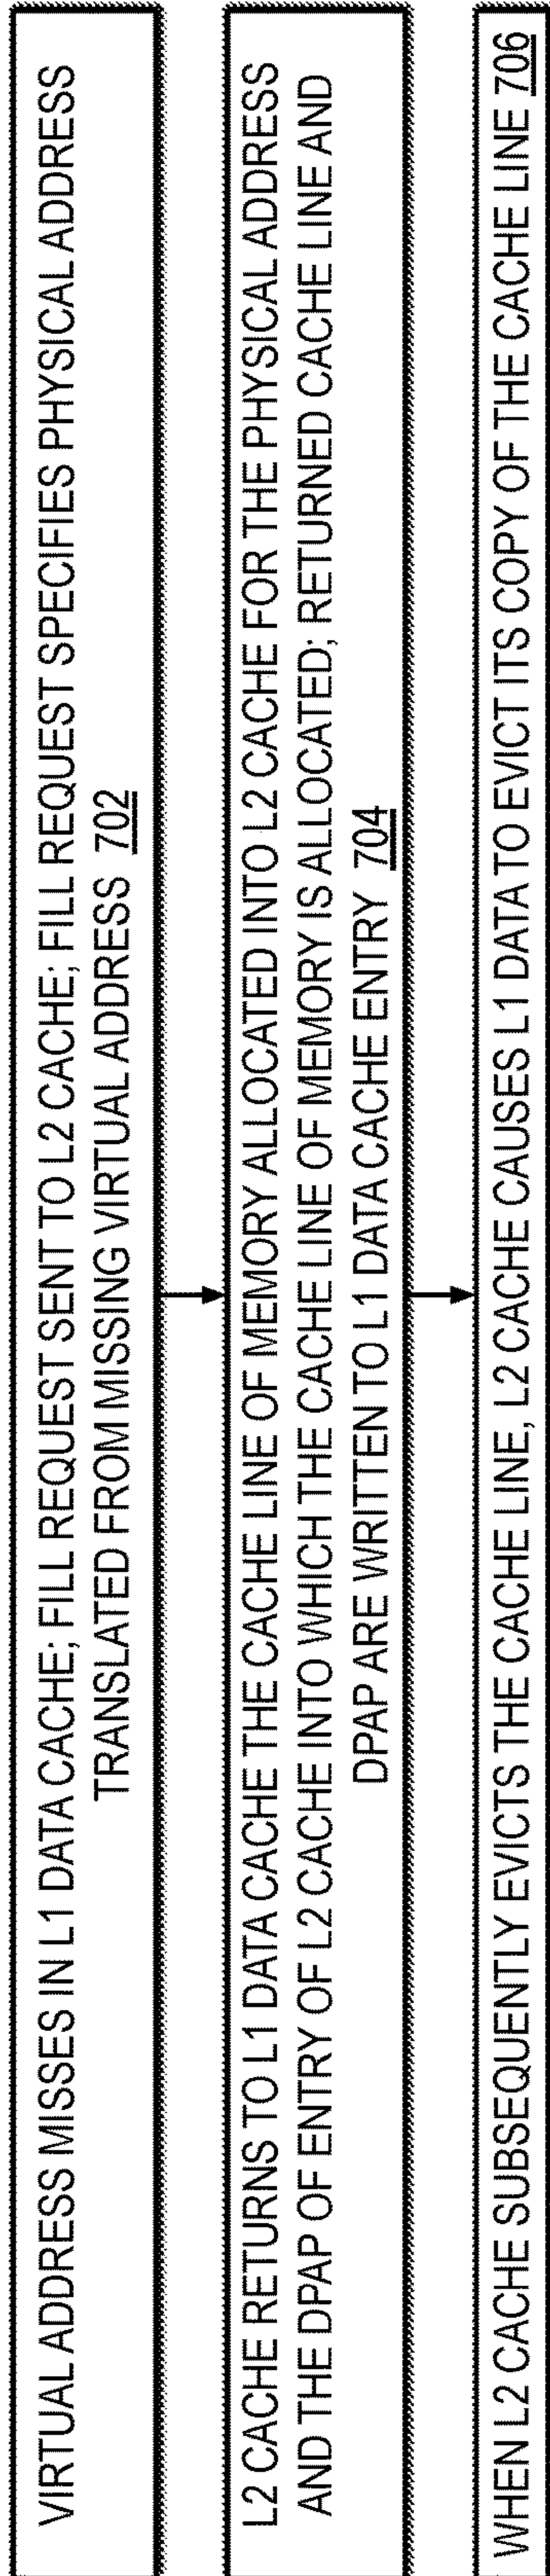 VIRTUAL ADDRESS MISSES IN L1 DATA CACHE; FILL REQUEST SENT TO L2 CACHE; FILL REQUEST SPECIFIES PHYSICAL ADDRESS
TRANSLATED FROM MISSING VIRTUAL ADDRESS 702
L2 CACHE RETURNS TO L1 DATA CACHE THE CACHE LINE OF MEMORY ALLOCATED INTO L2 CACHE FOR THE PHYSICAL ADDRESS
AND THE DPAP OF ENTRY OF L2 CACHE INTO WHICH THE CACHE LINE OF MEMORY IS ALLOCATED; RETURNED CACHE LINE AND
DPAP ARE WRITTEN TO L1 DATA CACHE ENTRY 704
WHEN L2 CACHE SUBSEQUENTLY EVICTS THE CACHE LINE, L2 CACHE CAUSES L1 DATA TO EVICT ITS COPY OF THE CACHE LINE 706